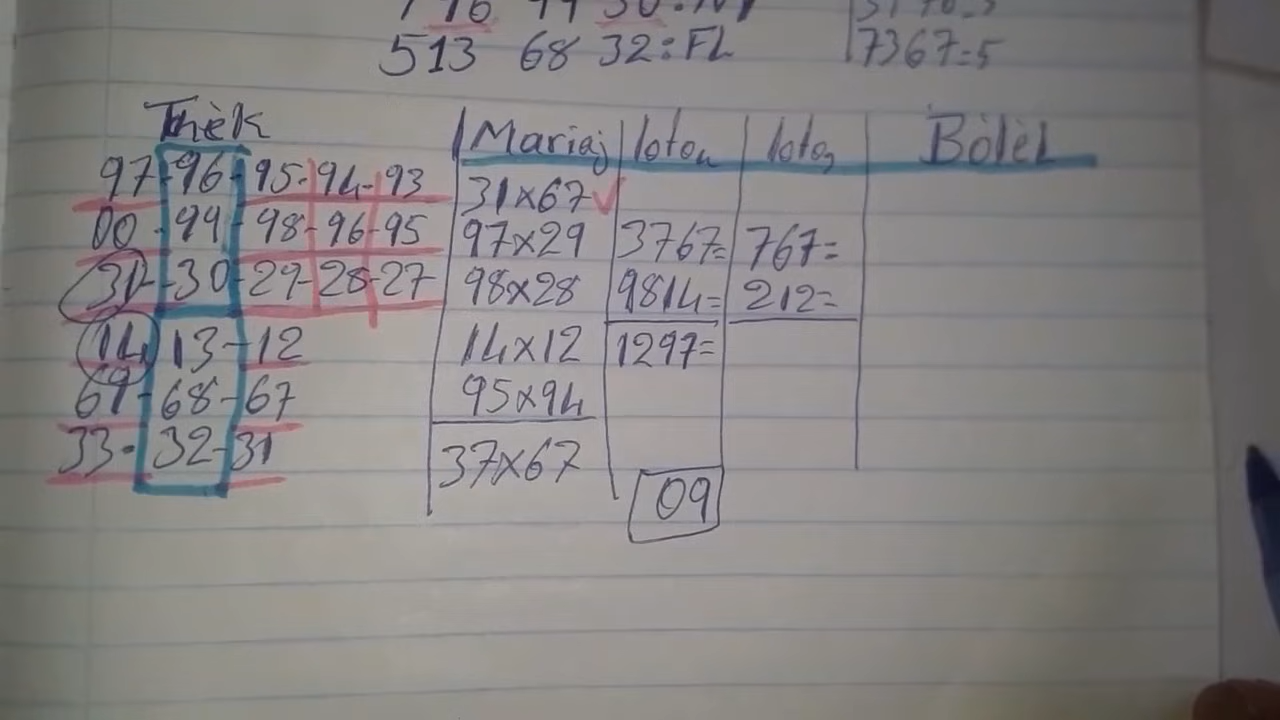 513 68 32:FL
7367=5
Thèk Mariaj loto4 loto3 Bòlèt
97-96-95-94-93 31x67✓
00-99-98-96-95 97x29 3767= 767=
31-30-29-28-27 98x28 9814= 212=
14 13-12 14x12 1297=
69-68-67 95x94
33-32-31 37x67
09